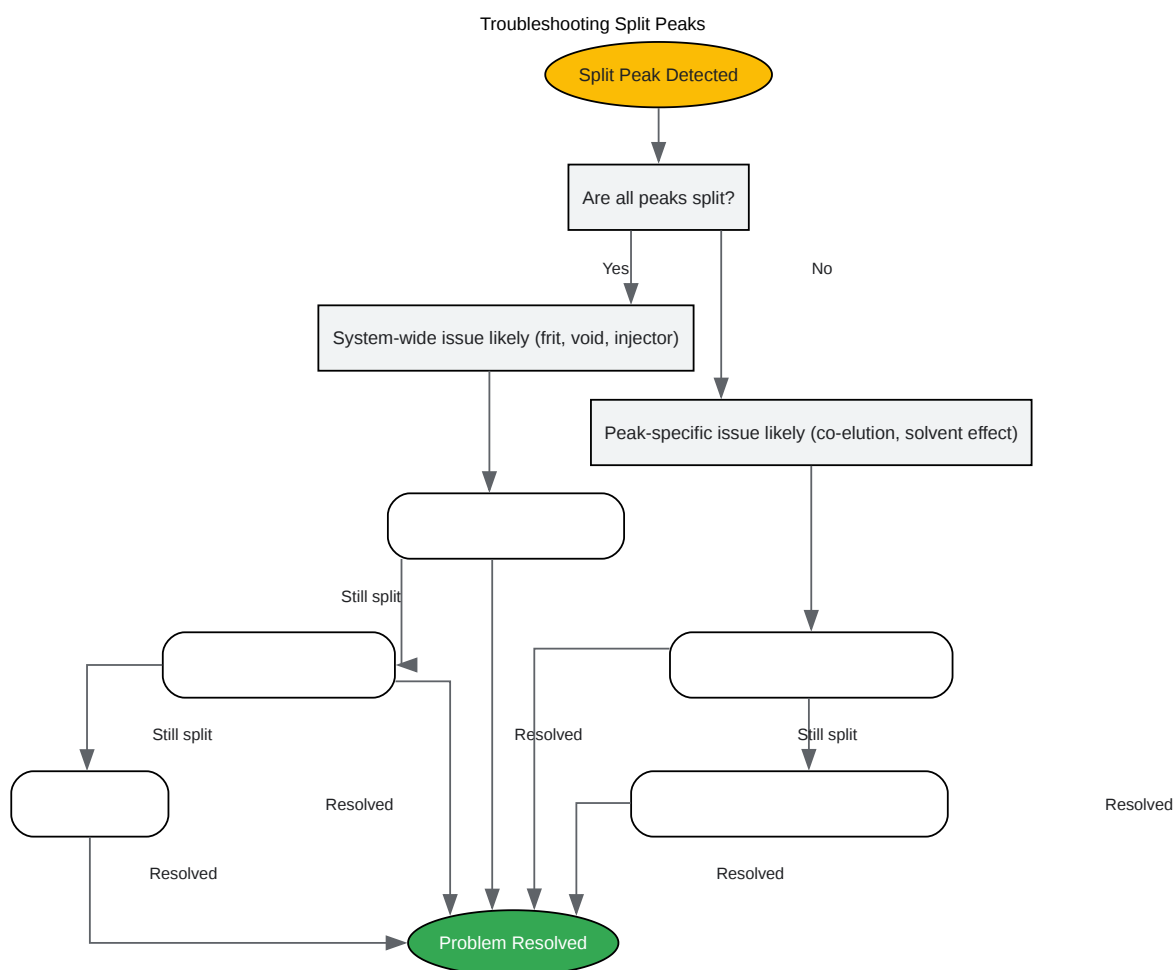 Troubleshooting Split Peaks
Split Peak Detected
Are all peaks split?
Yes
No
System-wide issue likely (frit, void, injector)
Peak-specific issue likely (co-elution, solvent effect)
Still split
Still split
Resolved
Still split
Resolved
Resolved
Resolved
Resolved
Problem Resolved